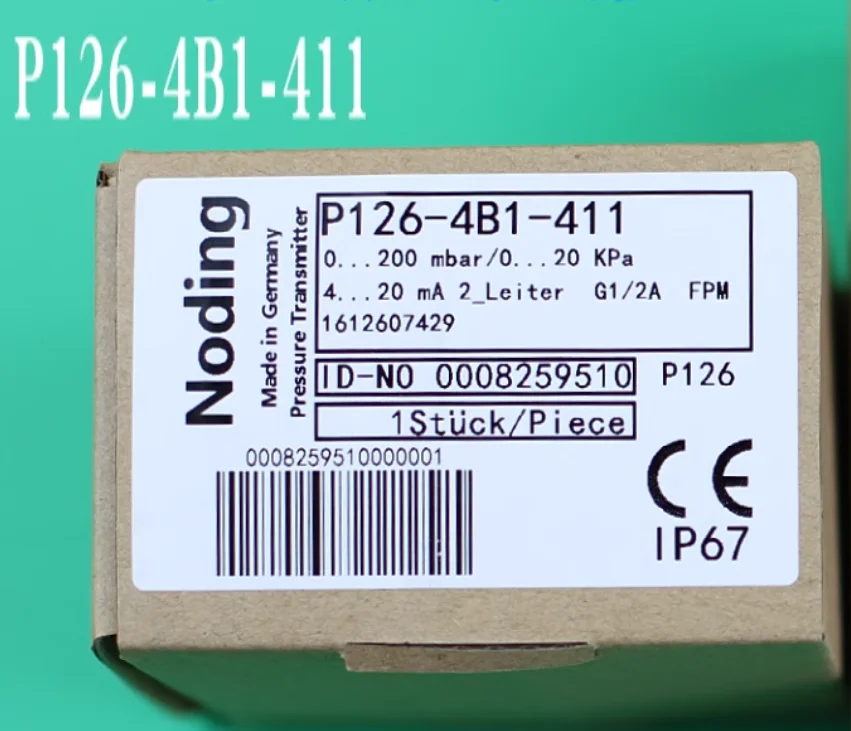 P126-4B1-411
Noding
Made in Germany
Pressure Transmitter
P126-4B1-411
0...200 mbar/0...20 KPa
4...20 mA 2_Leiter G1/2A FPM
1612607429
ID-NO 0008259510 P126
1Stück/Piece
0008259510000001
CE
IP67